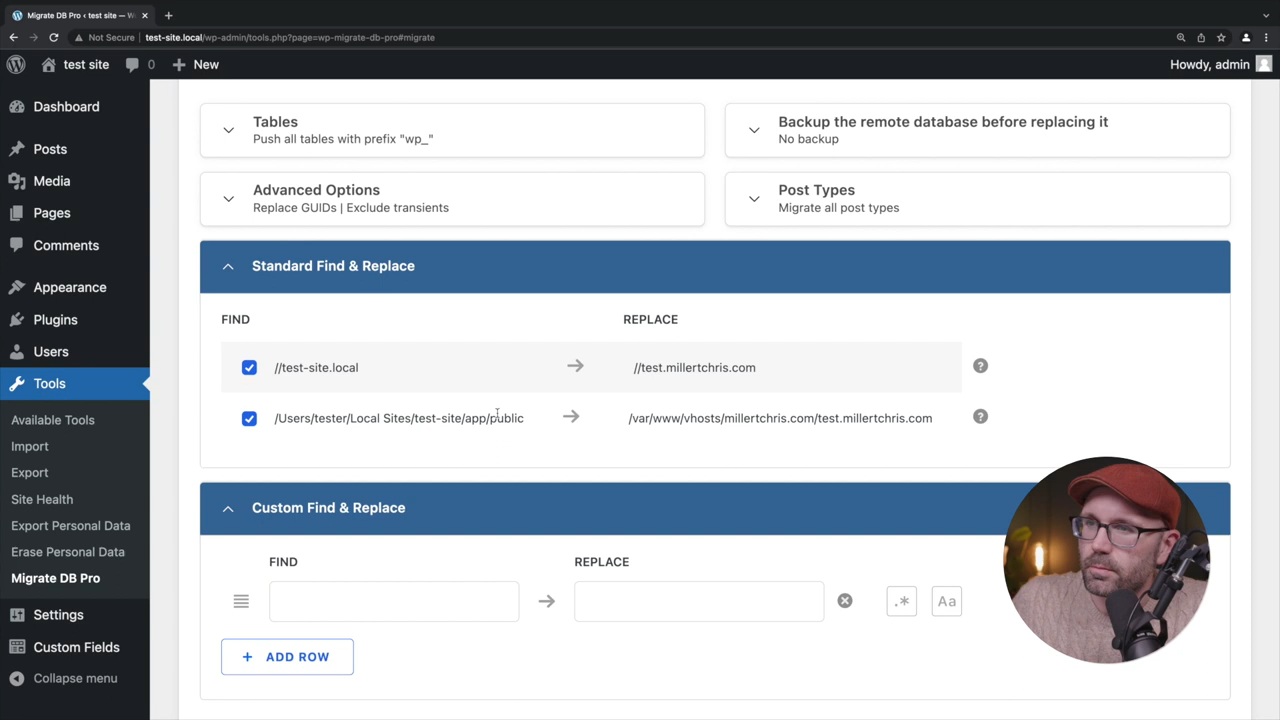 Migrate DB Pro ‹ test site — W
Not Secure
test-site.local/wp-admin/tools.php?page=wp-migrate-db-pro#migrate
test site
0
New
Howdy, admin
Dashboard
Posts
Media
Pages
Comments
Appearance
Plugins
Users
Tools
Available Tools
Import
Export
Site Health
Export Personal Data
Erase Personal Data
Migrate DB Pro
Settings
Custom Fields
Collapse menu
Tables
Push all tables with prefix "wp_"
Backup the remote database before replacing it
No backup
Advanced Options
Replace GUIDs | Exclude transients
Post Types
Migrate all post types
Standard Find & Replace
FIND
REPLACE
//test-site.local
//test.millertchris.com
/Users/tester/Local Sites/test-site/app/public
/var/www/vhosts/millertchris.com/test.millertchris.com
Custom Find & Replace
FIND
REPLACE
.*
Aa
+ ADD ROW